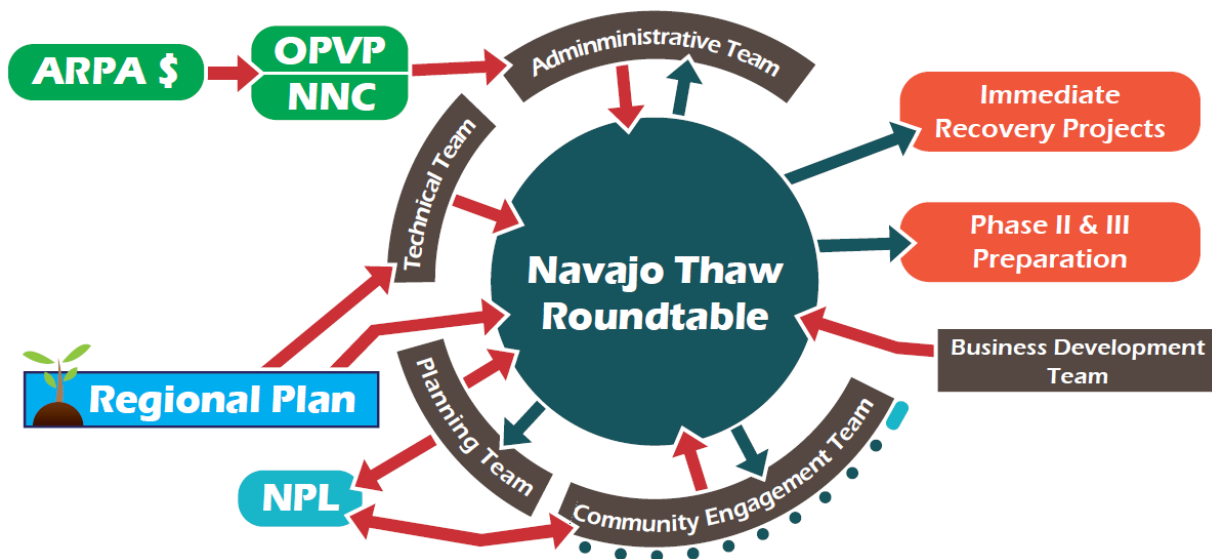 ARPA $
OPVP
NNC
Adminministrative Team
Immediate
Recovery Projects
Technical Team
Phase II & III
Preparation
Navajo Thaw
Roundtable
Business Development
Team
Regional Plan
Planning Team
Community Engagement Team
NPL